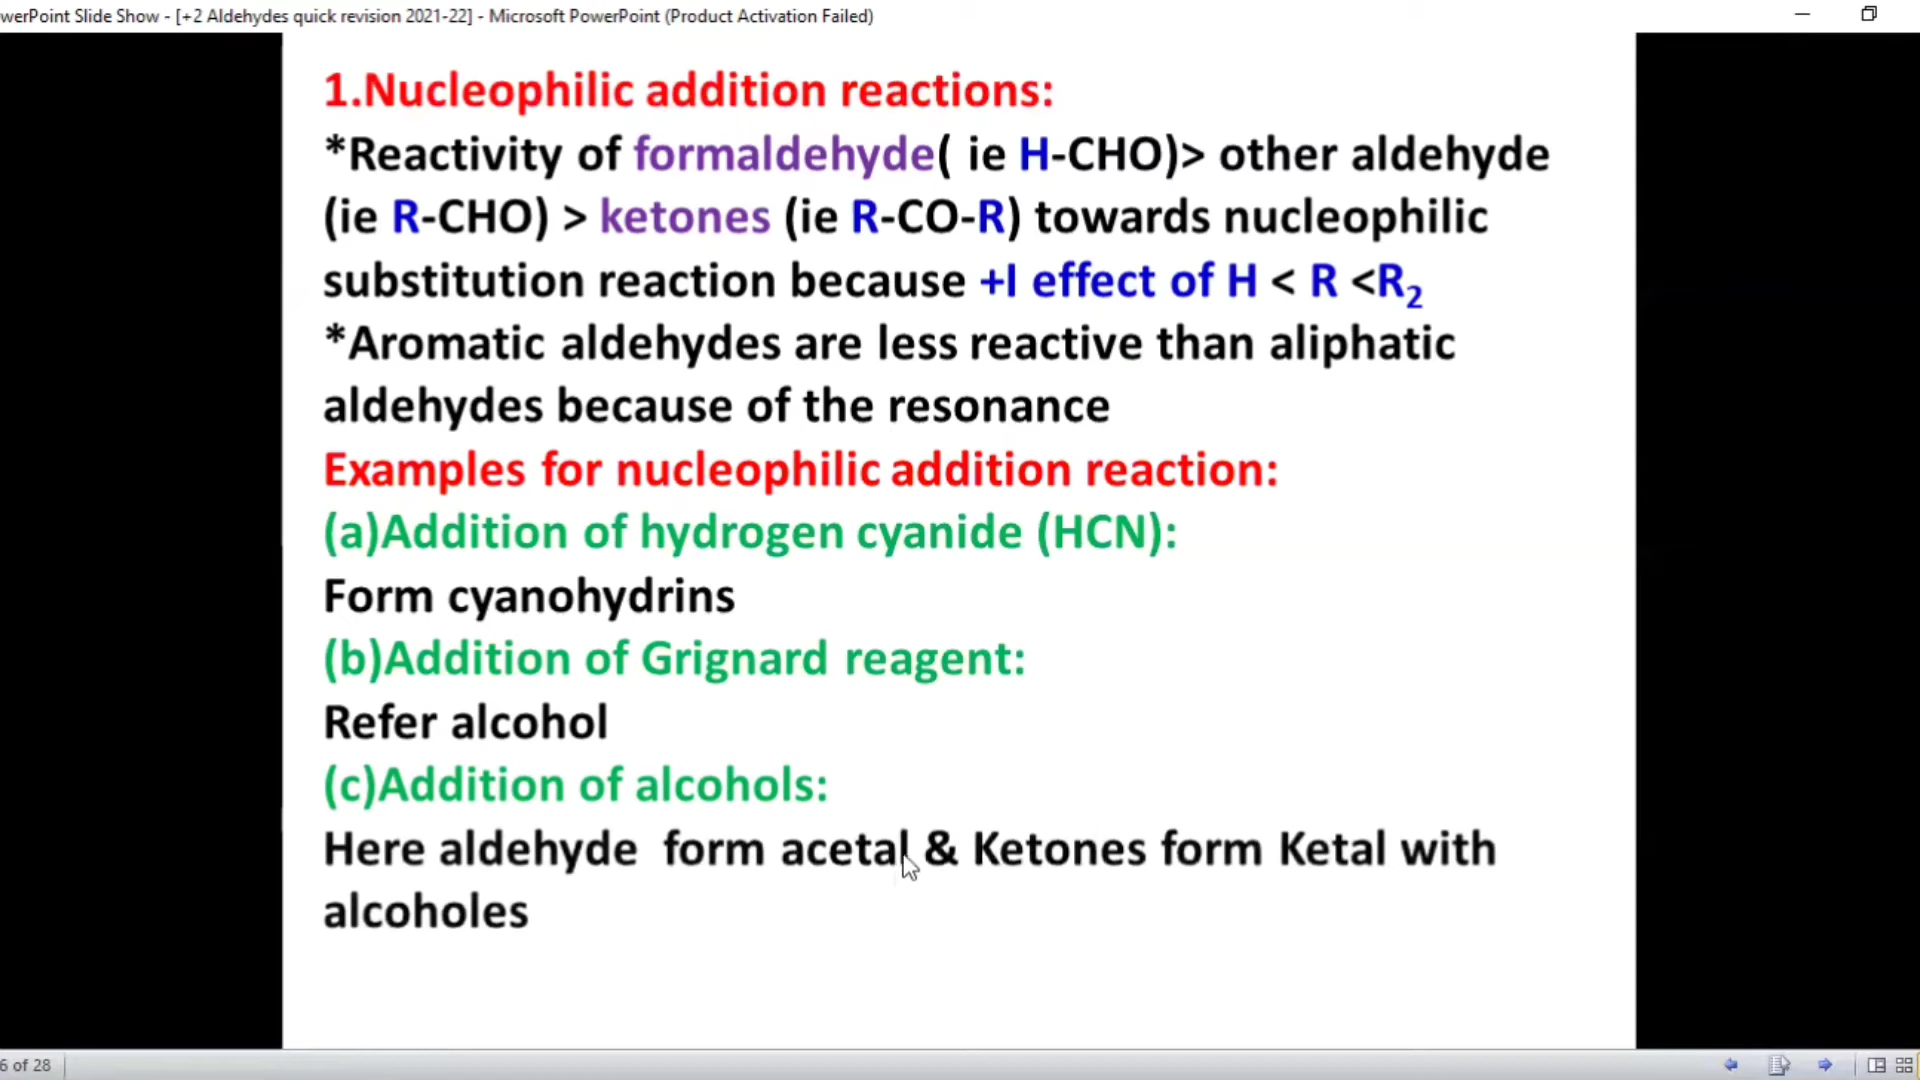 werPoint Slide Show - [+2 Aldehydes quick revision 2021-22] - Microsoft PowerPoint (Product Activation Failed)
1.Nucleophilic addition reactions:
*Reactivity of formaldehyde( ie H-CHO)> other aldehyde
(ie R-CHO) > ketones (ie R-CO-R) towards nucleophilic
substitution reaction because +I effect of H < R <R₂
*Aromatic aldehydes are less reactive than aliphatic
aldehydes because of the resonance
Examples for nucleophilic addition reaction:
(a)Addition of hydrogen cyanide (HCN):
Form cyanohydrins
(b)Addition of Grignard reagent:
Refer alcohol
(c)Addition of alcohols:
Here aldehyde form acetal & Ketones form Ketal with
alcoholes
6 of 28